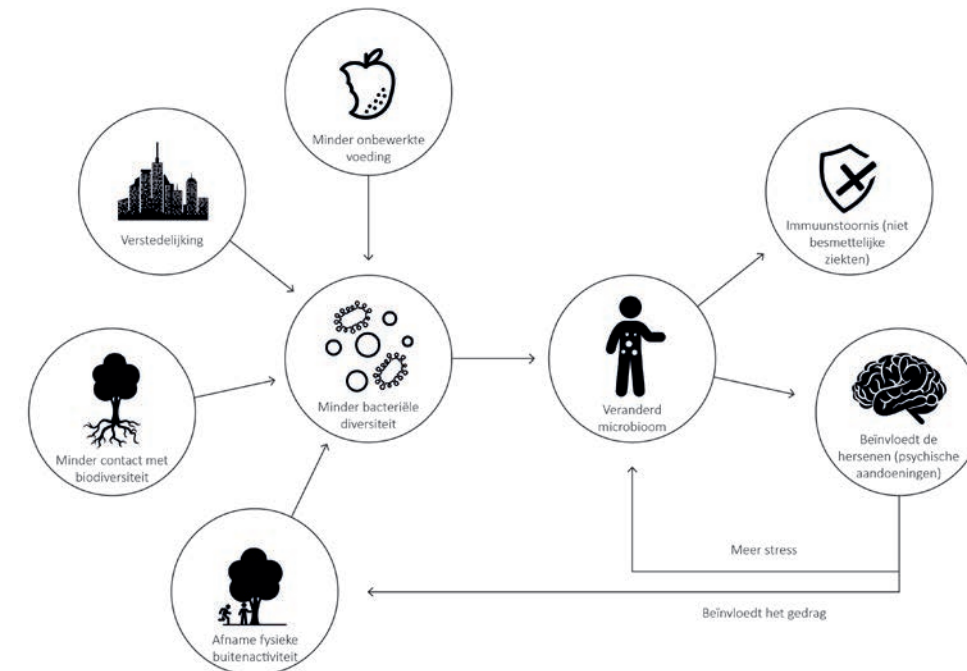 Minder onbewerkte
voeding
Verstedelijking
Immuunstoornis (niet
besmettelijke
ziekten)
Minder contact met
biodiversiteit
Minder bacteriële
diversiteit
Veranderd
microbioom
Beïnvloedt de
hersenen (psychische
aandoeningen)
Afname fysieke
buitenactiviteit
Meer stress
Beïnvloedt het gedrag